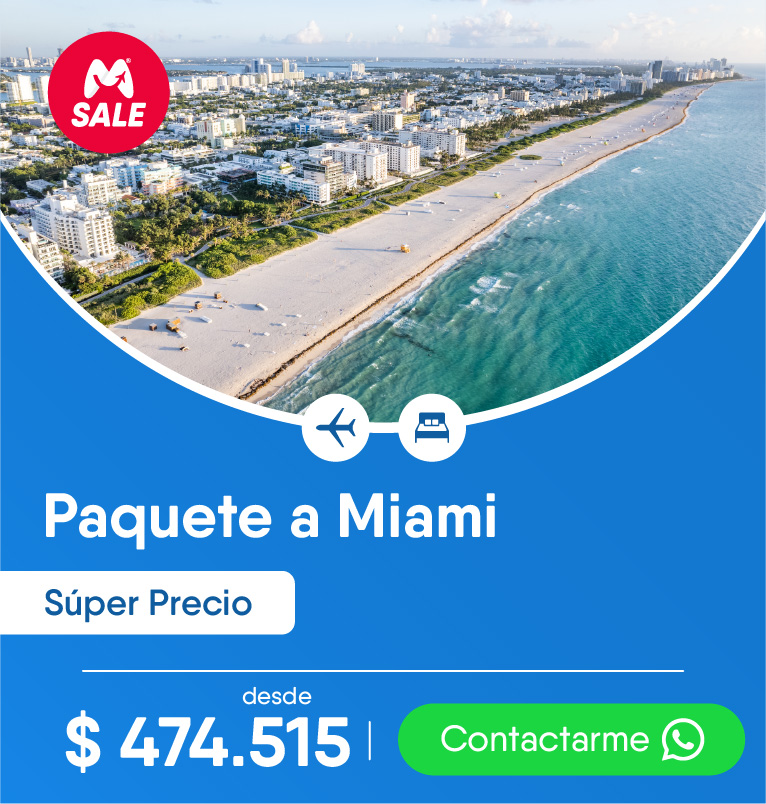 M
SALE
Paquete a Miami
Súper Precio
desde
$ 474.515
Contactarme